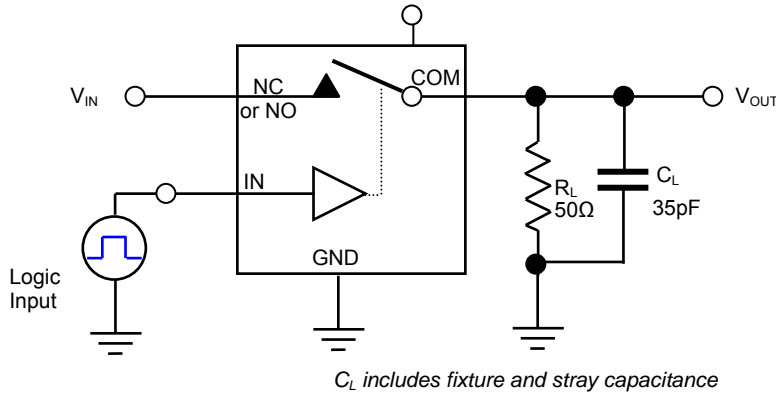 NC
or NO
COM
V_IN
V_OUT
IN
R_L
50Ω
C_L
35pF
GND
Logic
Input
C_L includes fixture and stray capacitance